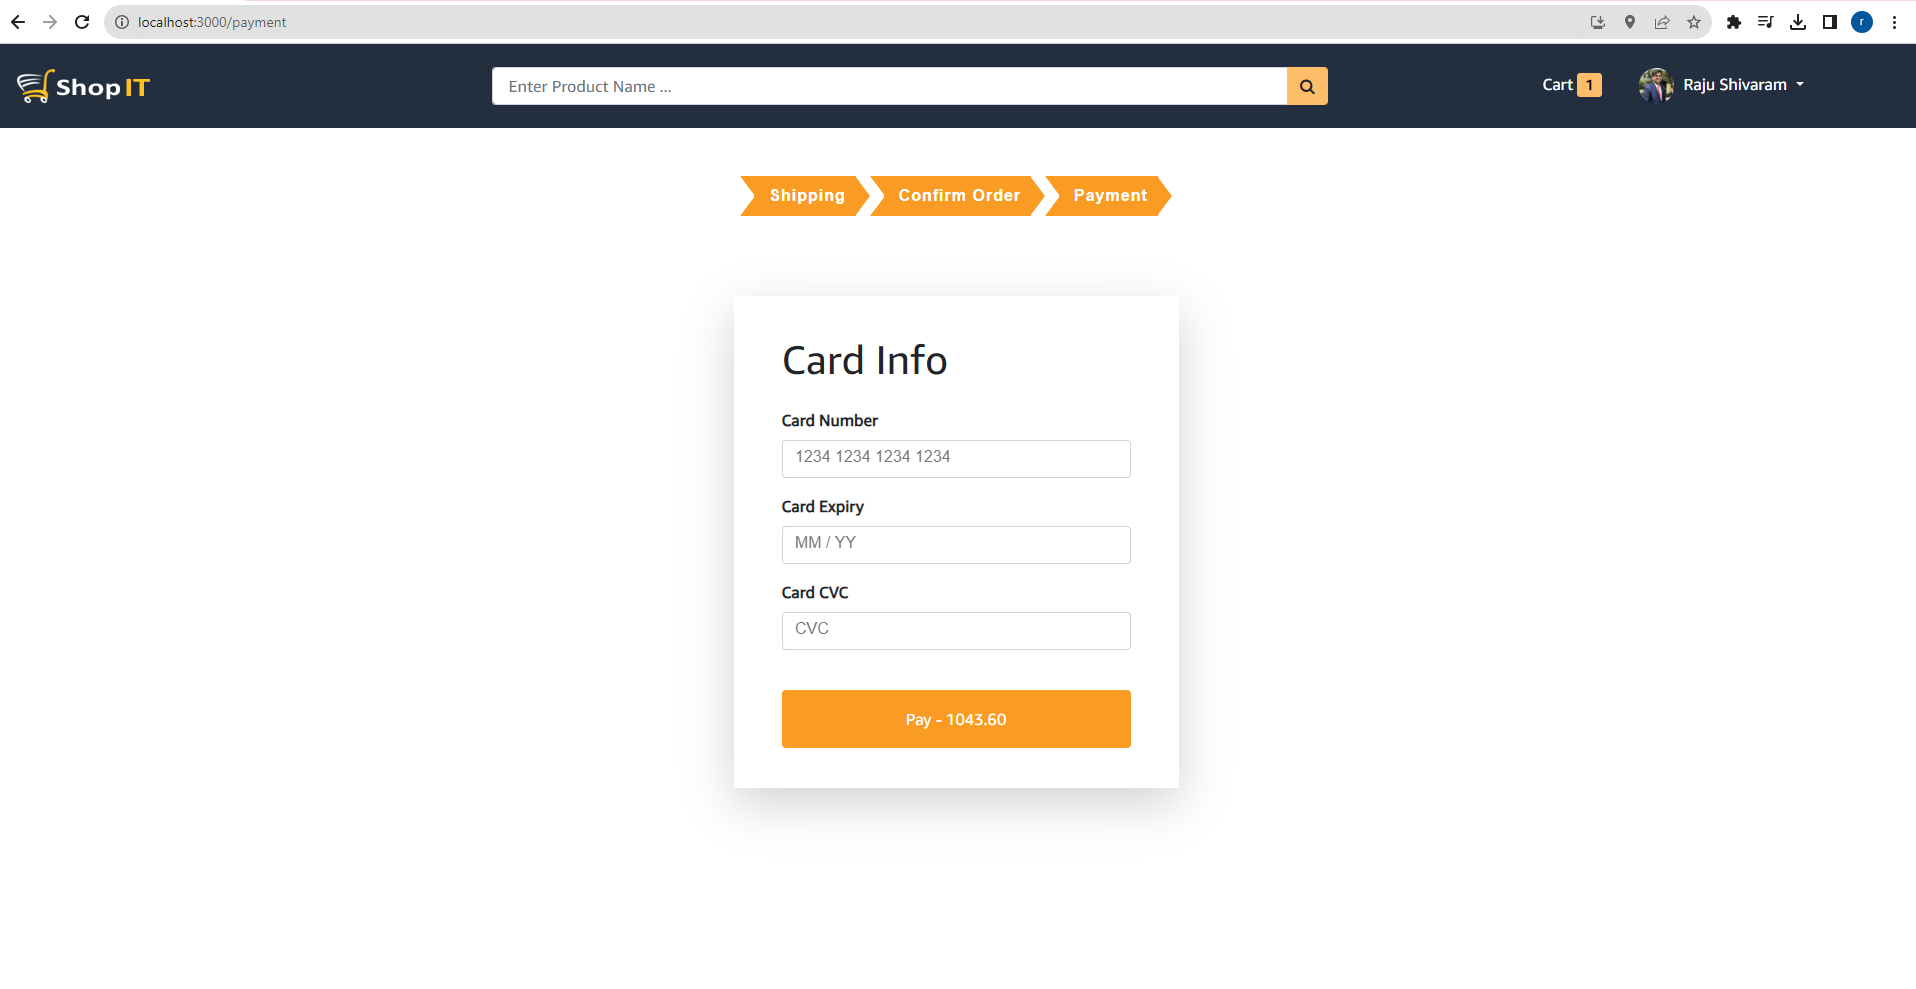 localhost:3000/payment
r
ShopIT
Enter Product Name ...
Cart 1
Raju Shivaram
Shipping
Confirm Order
Payment
Card Info
Card Number
1234 1234 1234 1234
Card Expiry
MM / YY
Card CVC
CVC
Pay - 1043.60